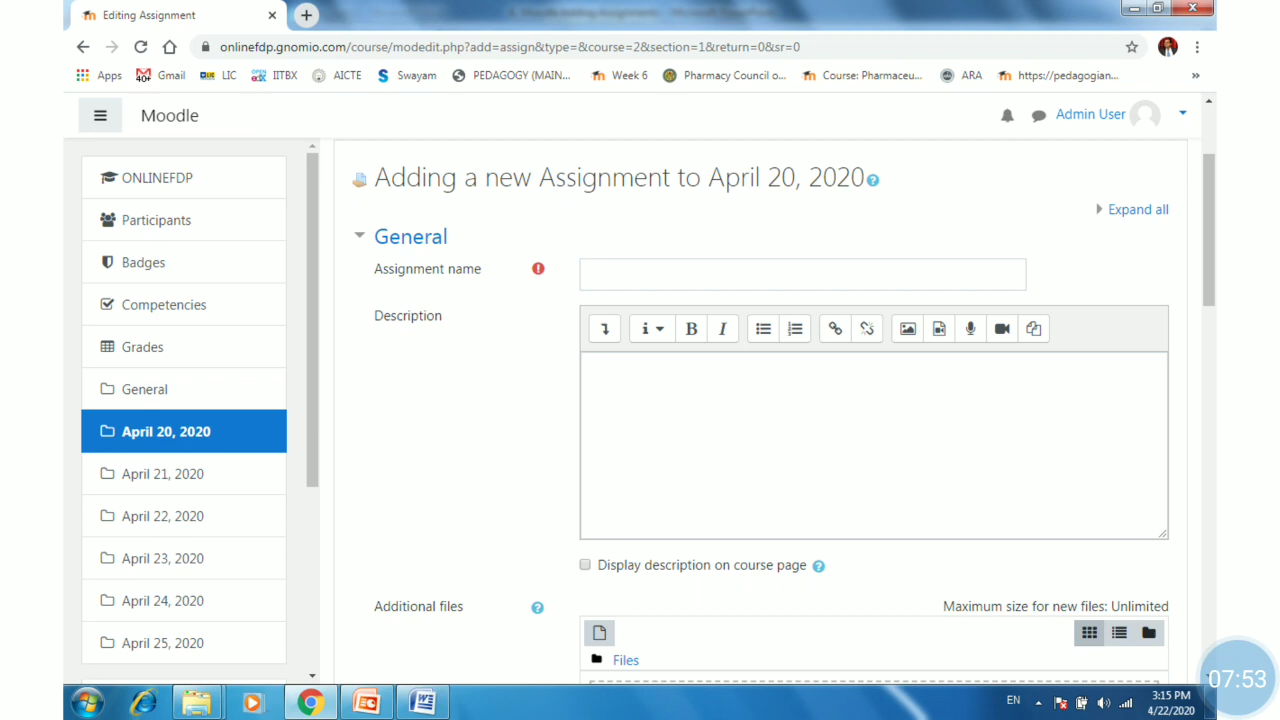 Editing Assignment
onlinefdp.gnomio.com/course/modedit.php?add=assign&type=&course=2&section=1&return=0&sr=0
Apps
40+
Gmail
LIC
OPEN edX
IITBX
AICTE
S
Swayam
PEDAGOGY (MAIN...
Week 6
Pharmacy Council o...
Course: Pharmaceu...
ARA
https://pedagogian...
»
Moodle
Admin User
ONLINEFDP
Participants
Badges
Competencies
Grades
General
April 20, 2020
April 21, 2020
April 22, 2020
April 23, 2020
April 24, 2020
April 25, 2020
Adding a new Assignment to April 20, 2020
Expand all
General
Assignment name
Description
i B I
Display description on course page
Additional files
Maximum size for new files: Unlimited
Files
EN
3:15 PM
4/22/2020
07:53